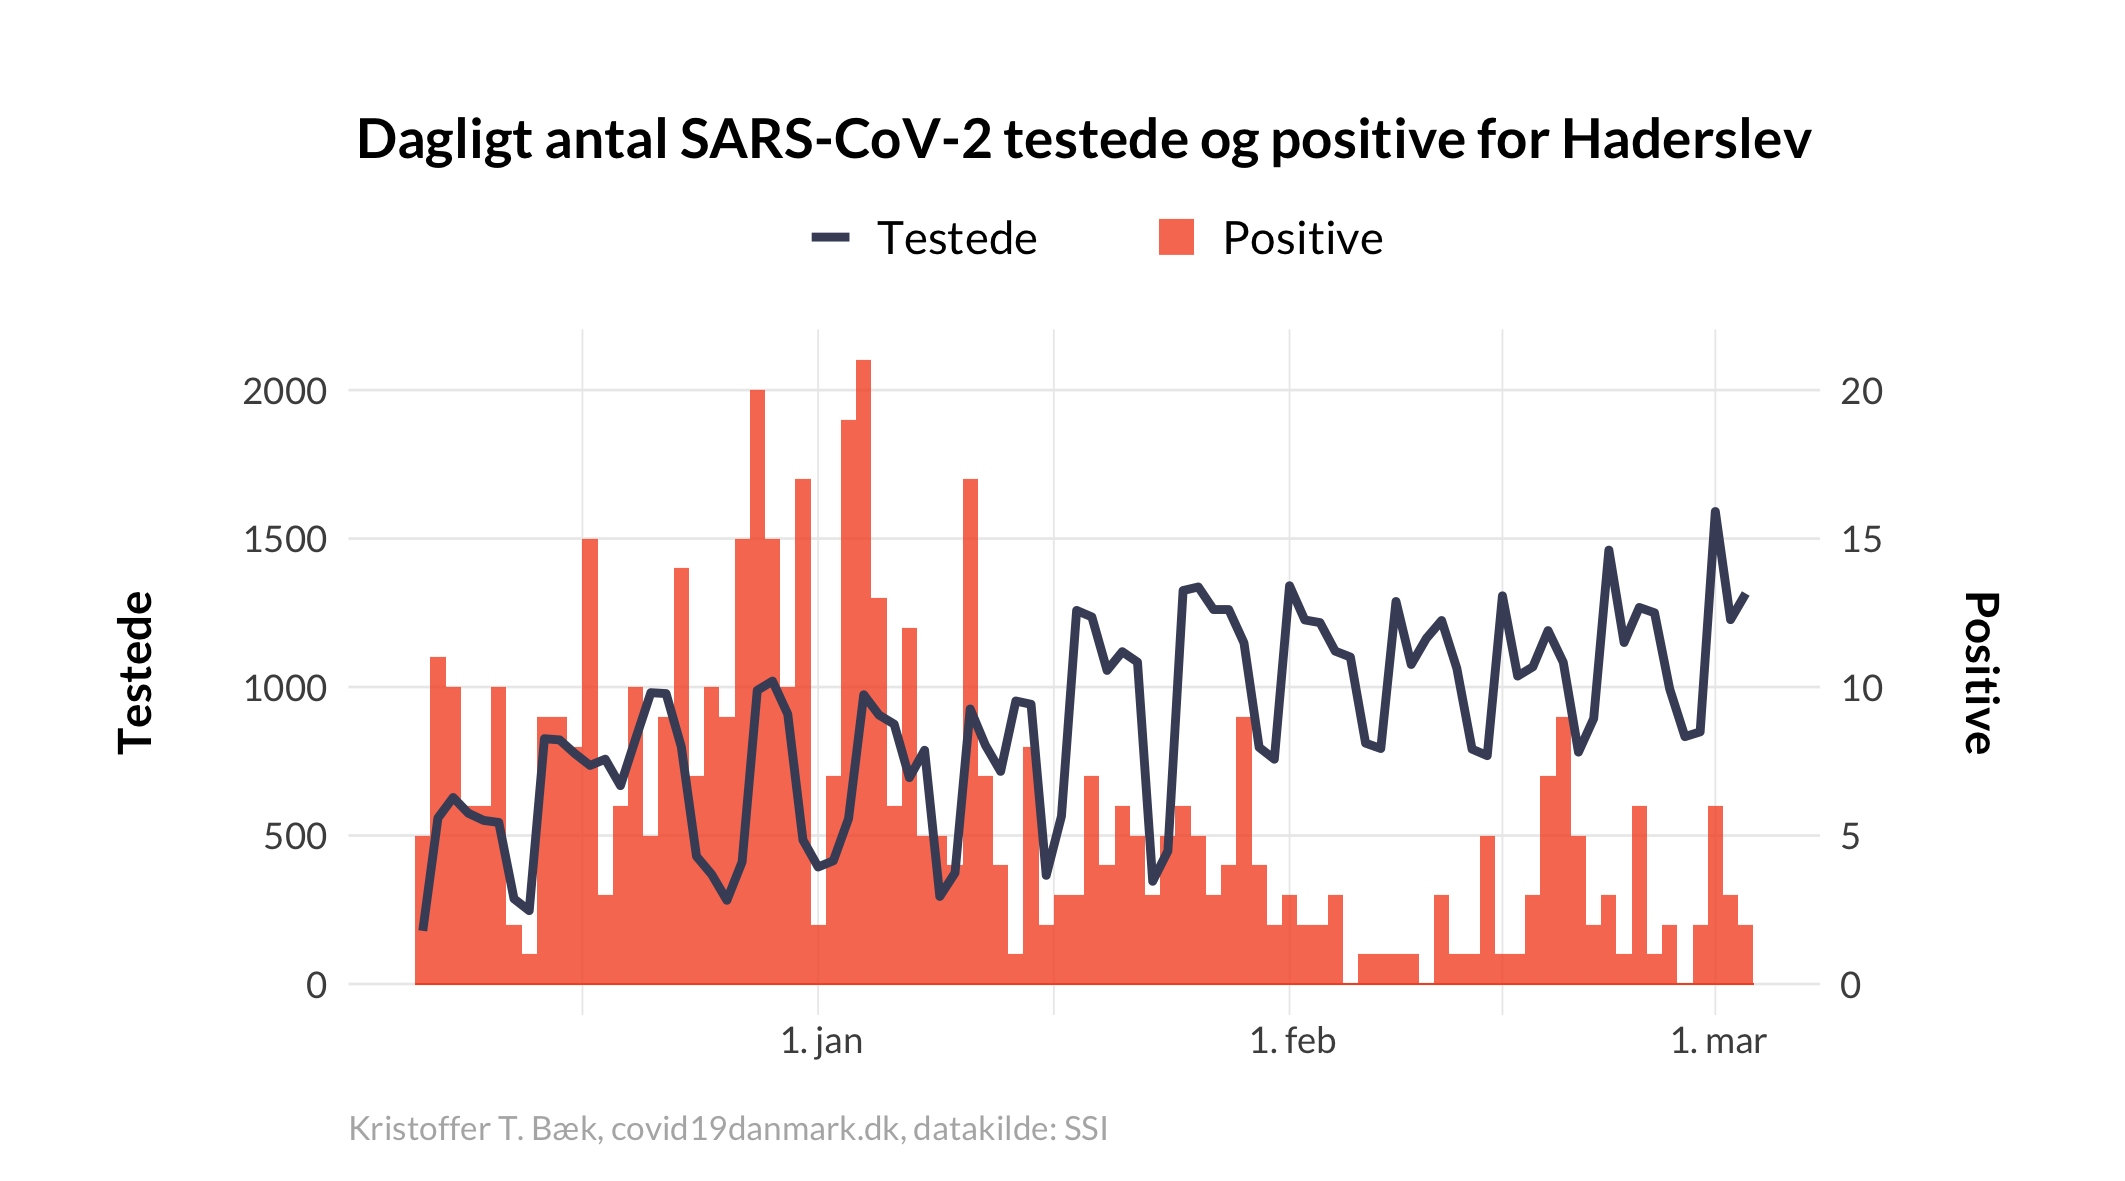 Dagligt antal SARS-CoV-2 testede og positive for Haderslev
Testede
Positive
2000
1500
1000
500
0
Testede
20
15
10
5
0
Positive
1. jan
1. feb
1. mar
Kristoffer T. Bæk, covid19danmark.dk, datakilde: SSI